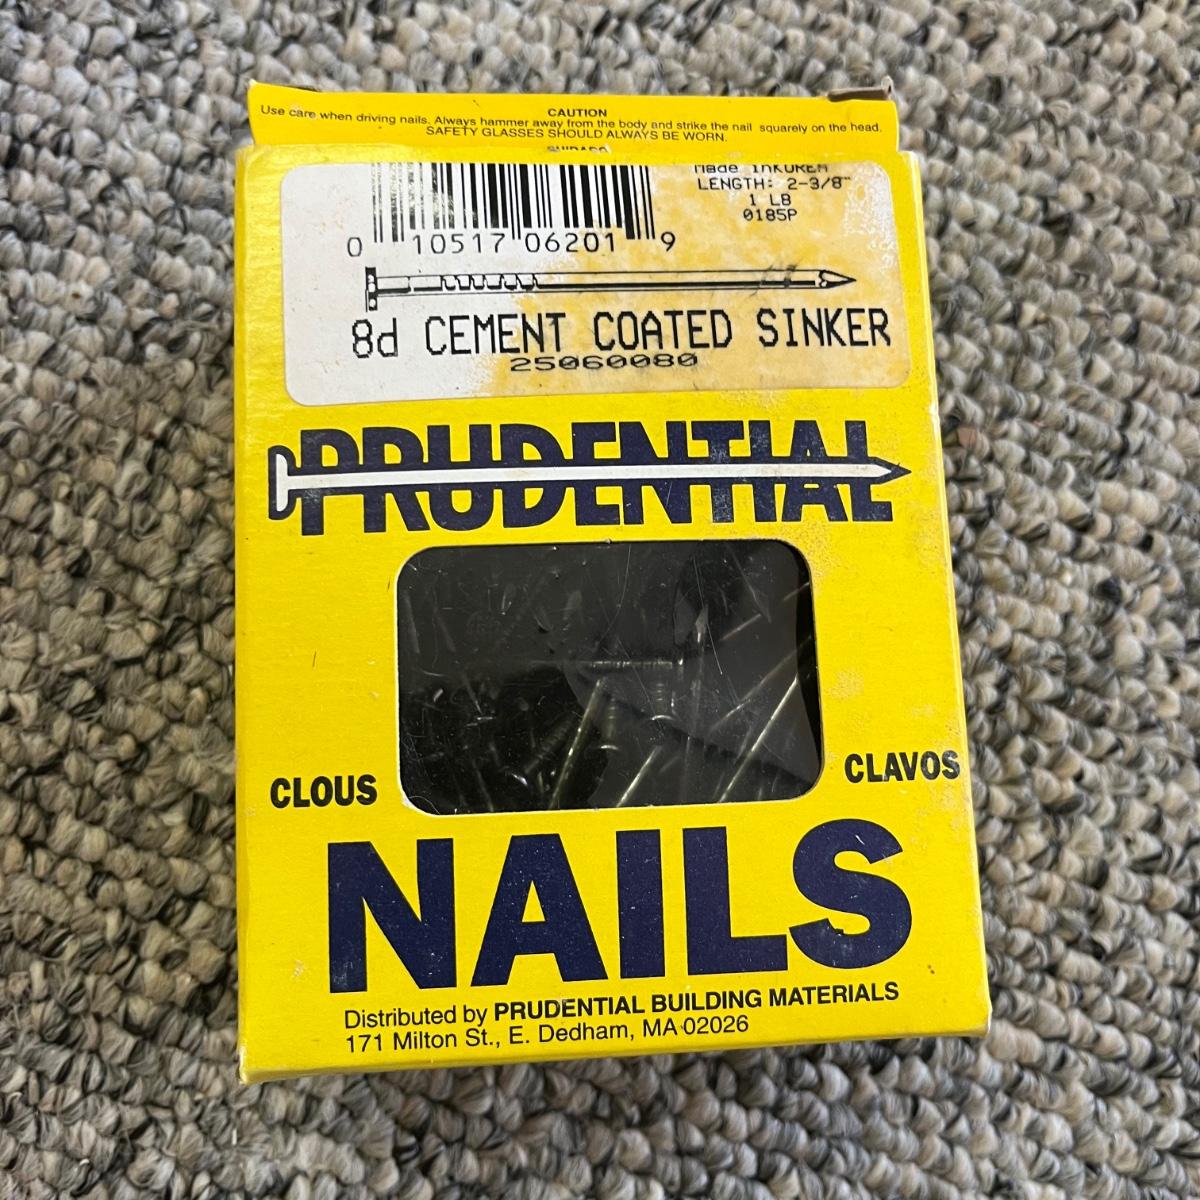 CAUTION
Use care when driving nails. Always hammer away from the body and strike the nail squarely on the head.
SAFETY GLASSES SHOULD ALWAYS BE WORN.
Made inKOREA
LENGTH: 2-3/8"
1 LB
0185P
0 10517 06201 9
8d CEMENT COATED SINKER
25060080
PRUDENTIAL
CLOUS
CLAVOS
NAILS
Distributed by PRUDENTIAL BUILDING MATERIALS
171 Milton St., E. Dedham, MA 02026